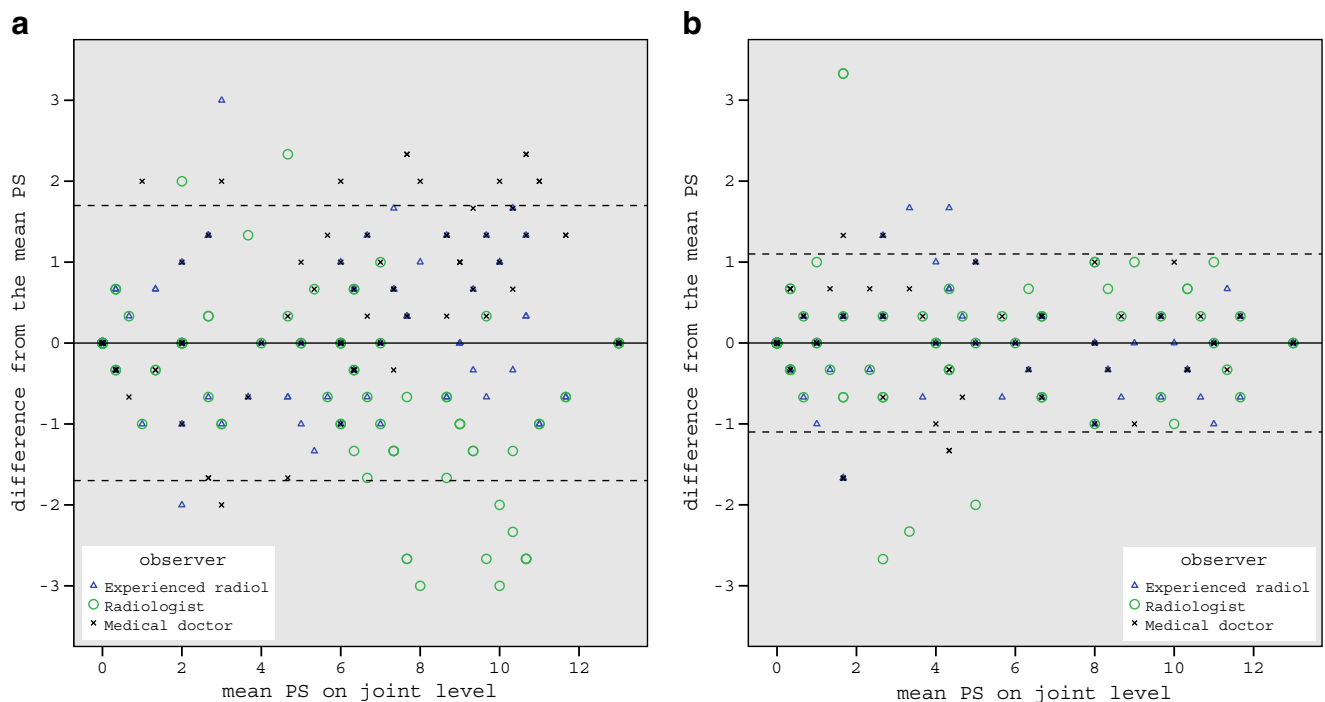 a
difference from the mean PS
3
2
1
0
-1
-2
-3
observer
Experienced radiol
Radiologist
Medical doctor
0 2 4 6 8 10 12
mean PS on joint level
b
difference from the mean PS
3
2
1
0
-1
-2
-3
observer
Experienced radiol
Radiologist
Medical doctor
0 2 4 6 8 10 12
mean PS on joint level